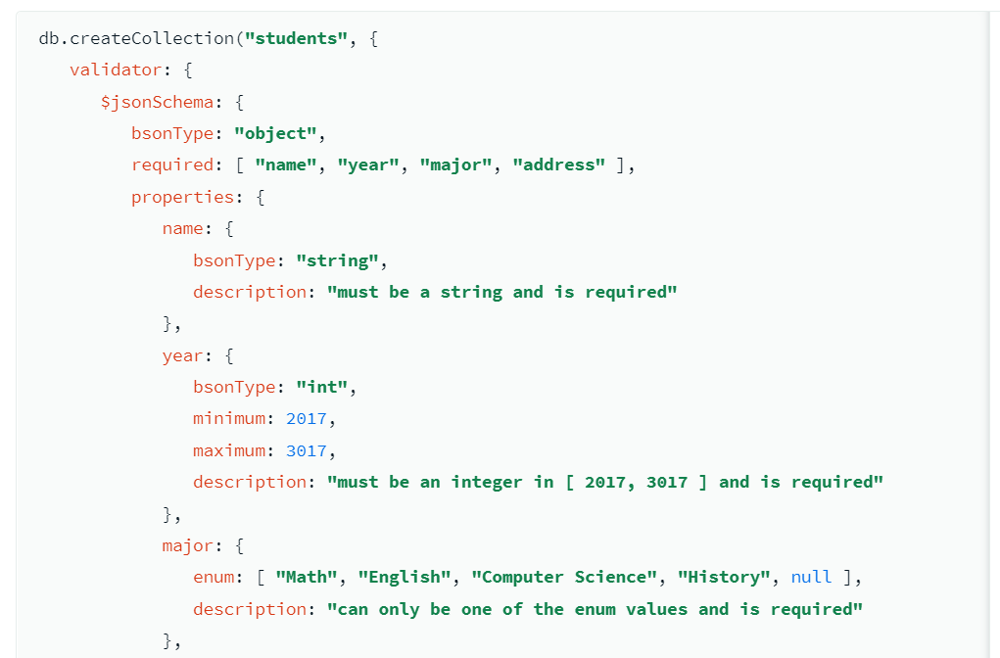 db.createCollection("students", {
validator: {
$jsonSchema: {
bsonType: "object",
required: [ "name", "year", "major", "address" ],
properties: {
name: {
bsonType: "string",
description: "must be a string and is required"
},
year: {
bsonType: "int",
minimum: 2017,
maximum: 3017,
description: "must be an integer in [ 2017, 3017 ] and is required"
},
major: {
enum: [ "Math", "English", "Computer Science", "History", null ],
description: "can only be one of the enum values and is required"
},